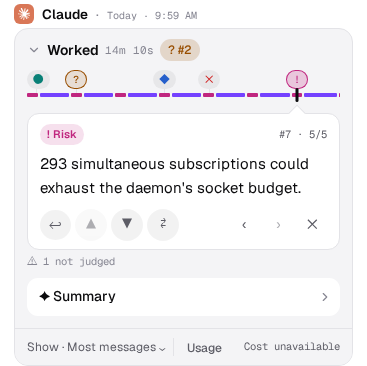 Claude · Today · 9:59 AM
Worked 14m 10s ? #2
?
!
! Risk #7 · 5/5
293 simultaneous subscriptions could
exhaust the daemon's socket budget.
⚠ 1 not judged
✦ Summary
Show · Most messages Usage Cost unavailable